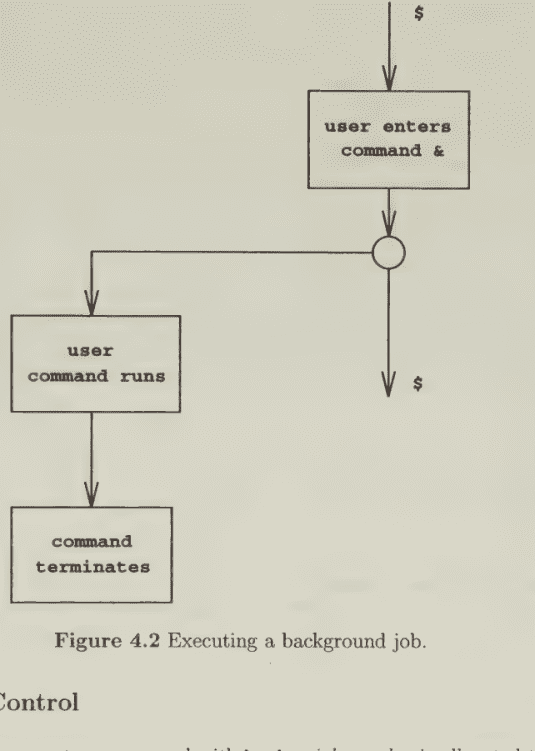 $
user enters
command &
$
user
command runs
command
terminates
Figure 4.2 Executing a background job.
Control